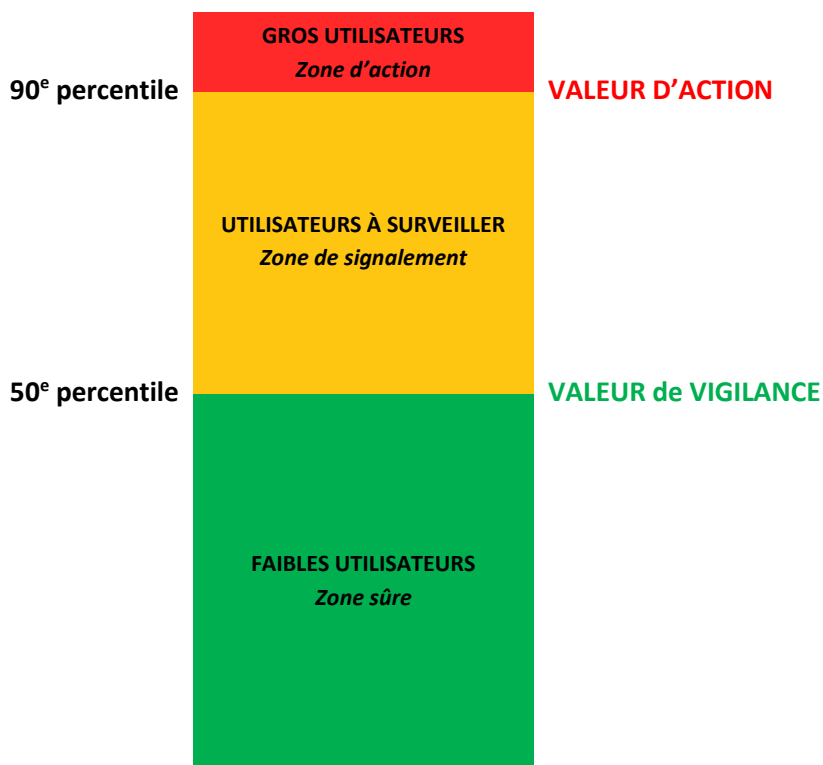 GROS UTILISATEURS
Zone d’action
90e percentile
VALEUR D’ACTION
UTILISATEURS À SURVEILLER
Zone de signalement
50e percentile
VALEUR de VIGILANCE
FAIBLES UTILISATEURS
Zone sûre